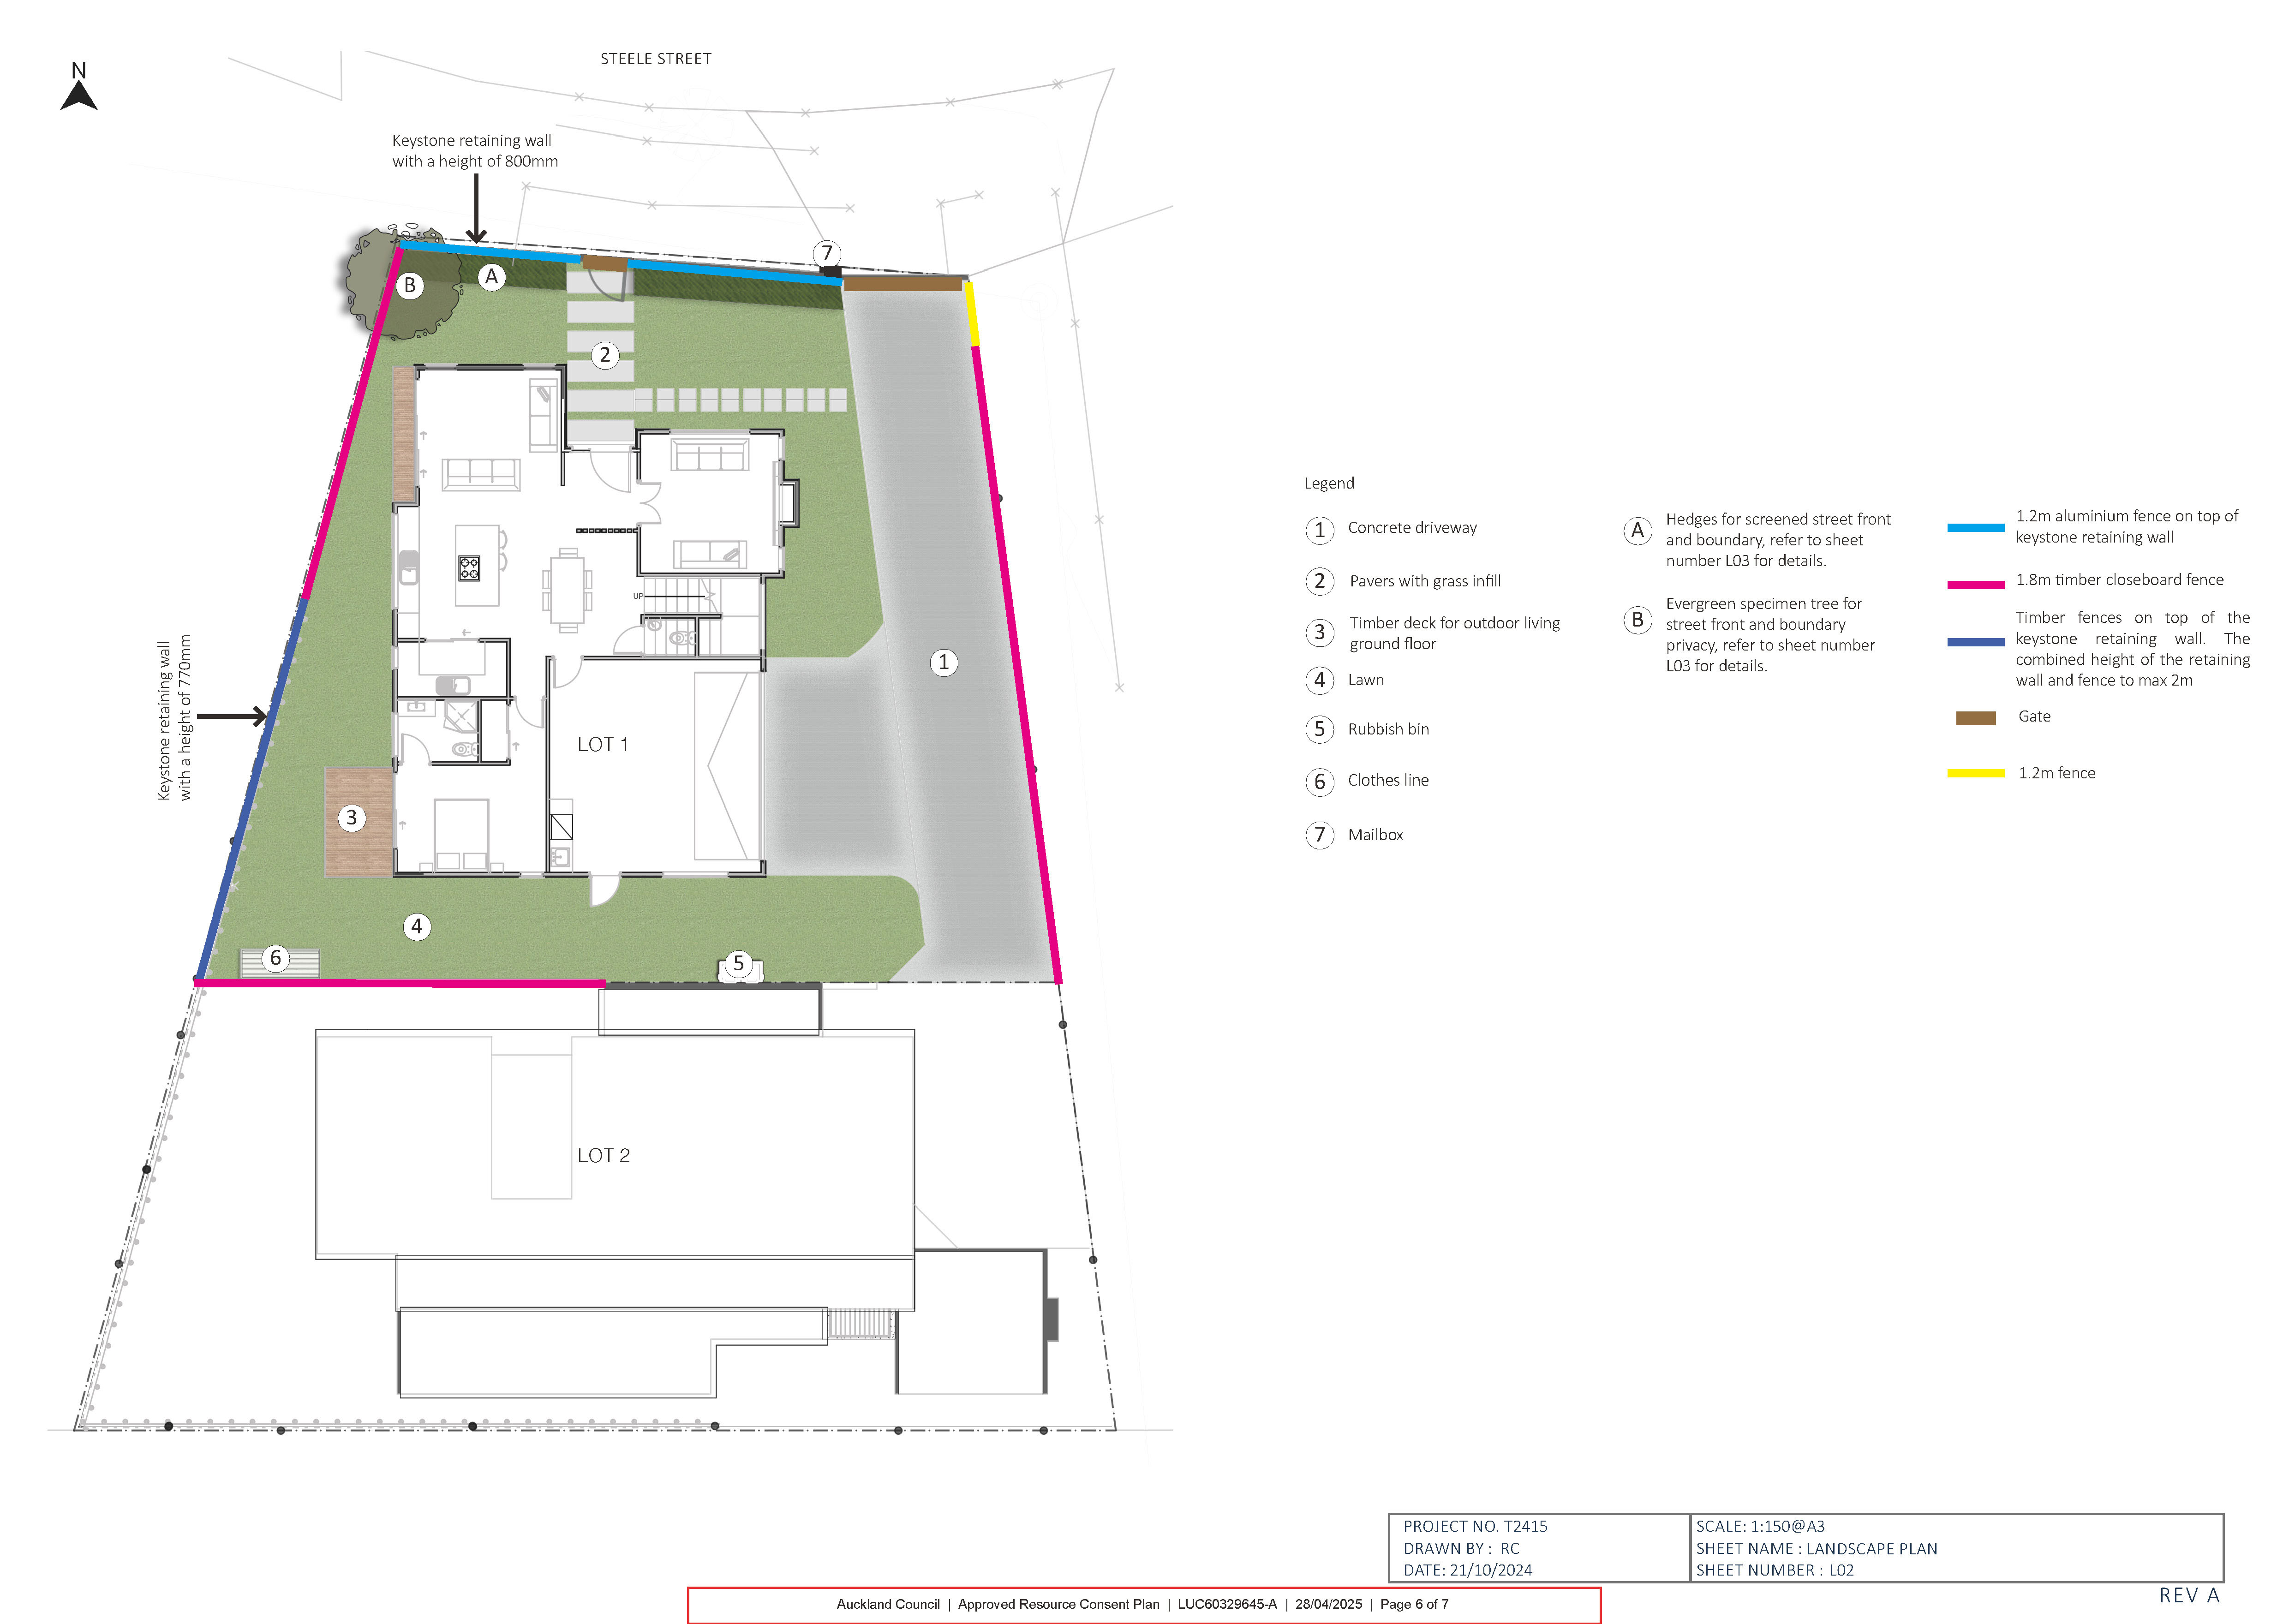 STEELE STREET
N
Keystone retaining wall
with a height of 800mm
7
A
B
2
UP
1
Keystone retaining wall
with a height of 770mm
LOT 1
3
4
6
5
LOT 2
Legend
1 Concrete driveway
2 Pavers with grass infill
3 Timber deck for outdoor living
ground floor
4 Lawn
5 Rubbish bin
6 Clothes line
7 Mailbox
A Hedges for screened street front
and boundary, refer to sheet
number L03 for details.
B Evergreen specimen tree for
street front and boundary
privacy, refer to sheet number
L03 for details.
1.2m aluminium fence on top of
keystone retaining wall
1.8m timber closeboard fence
Timber fences on top of the
keystone retaining wall. The
combined height of the retaining
wall and fence to max 2m
Gate
1.2m fence
PROJECT NO. T2415
DRAWN BY : RC
DATE: 21/10/2024
SCALE: 1:150@A3
SHEET NAME : LANDSCAPE PLAN
SHEET NUMBER : L02
REV A
Auckland Council | Approved Resource Consent Plan | LUC60329645-A | 28/04/2025 | Page 6 of 7